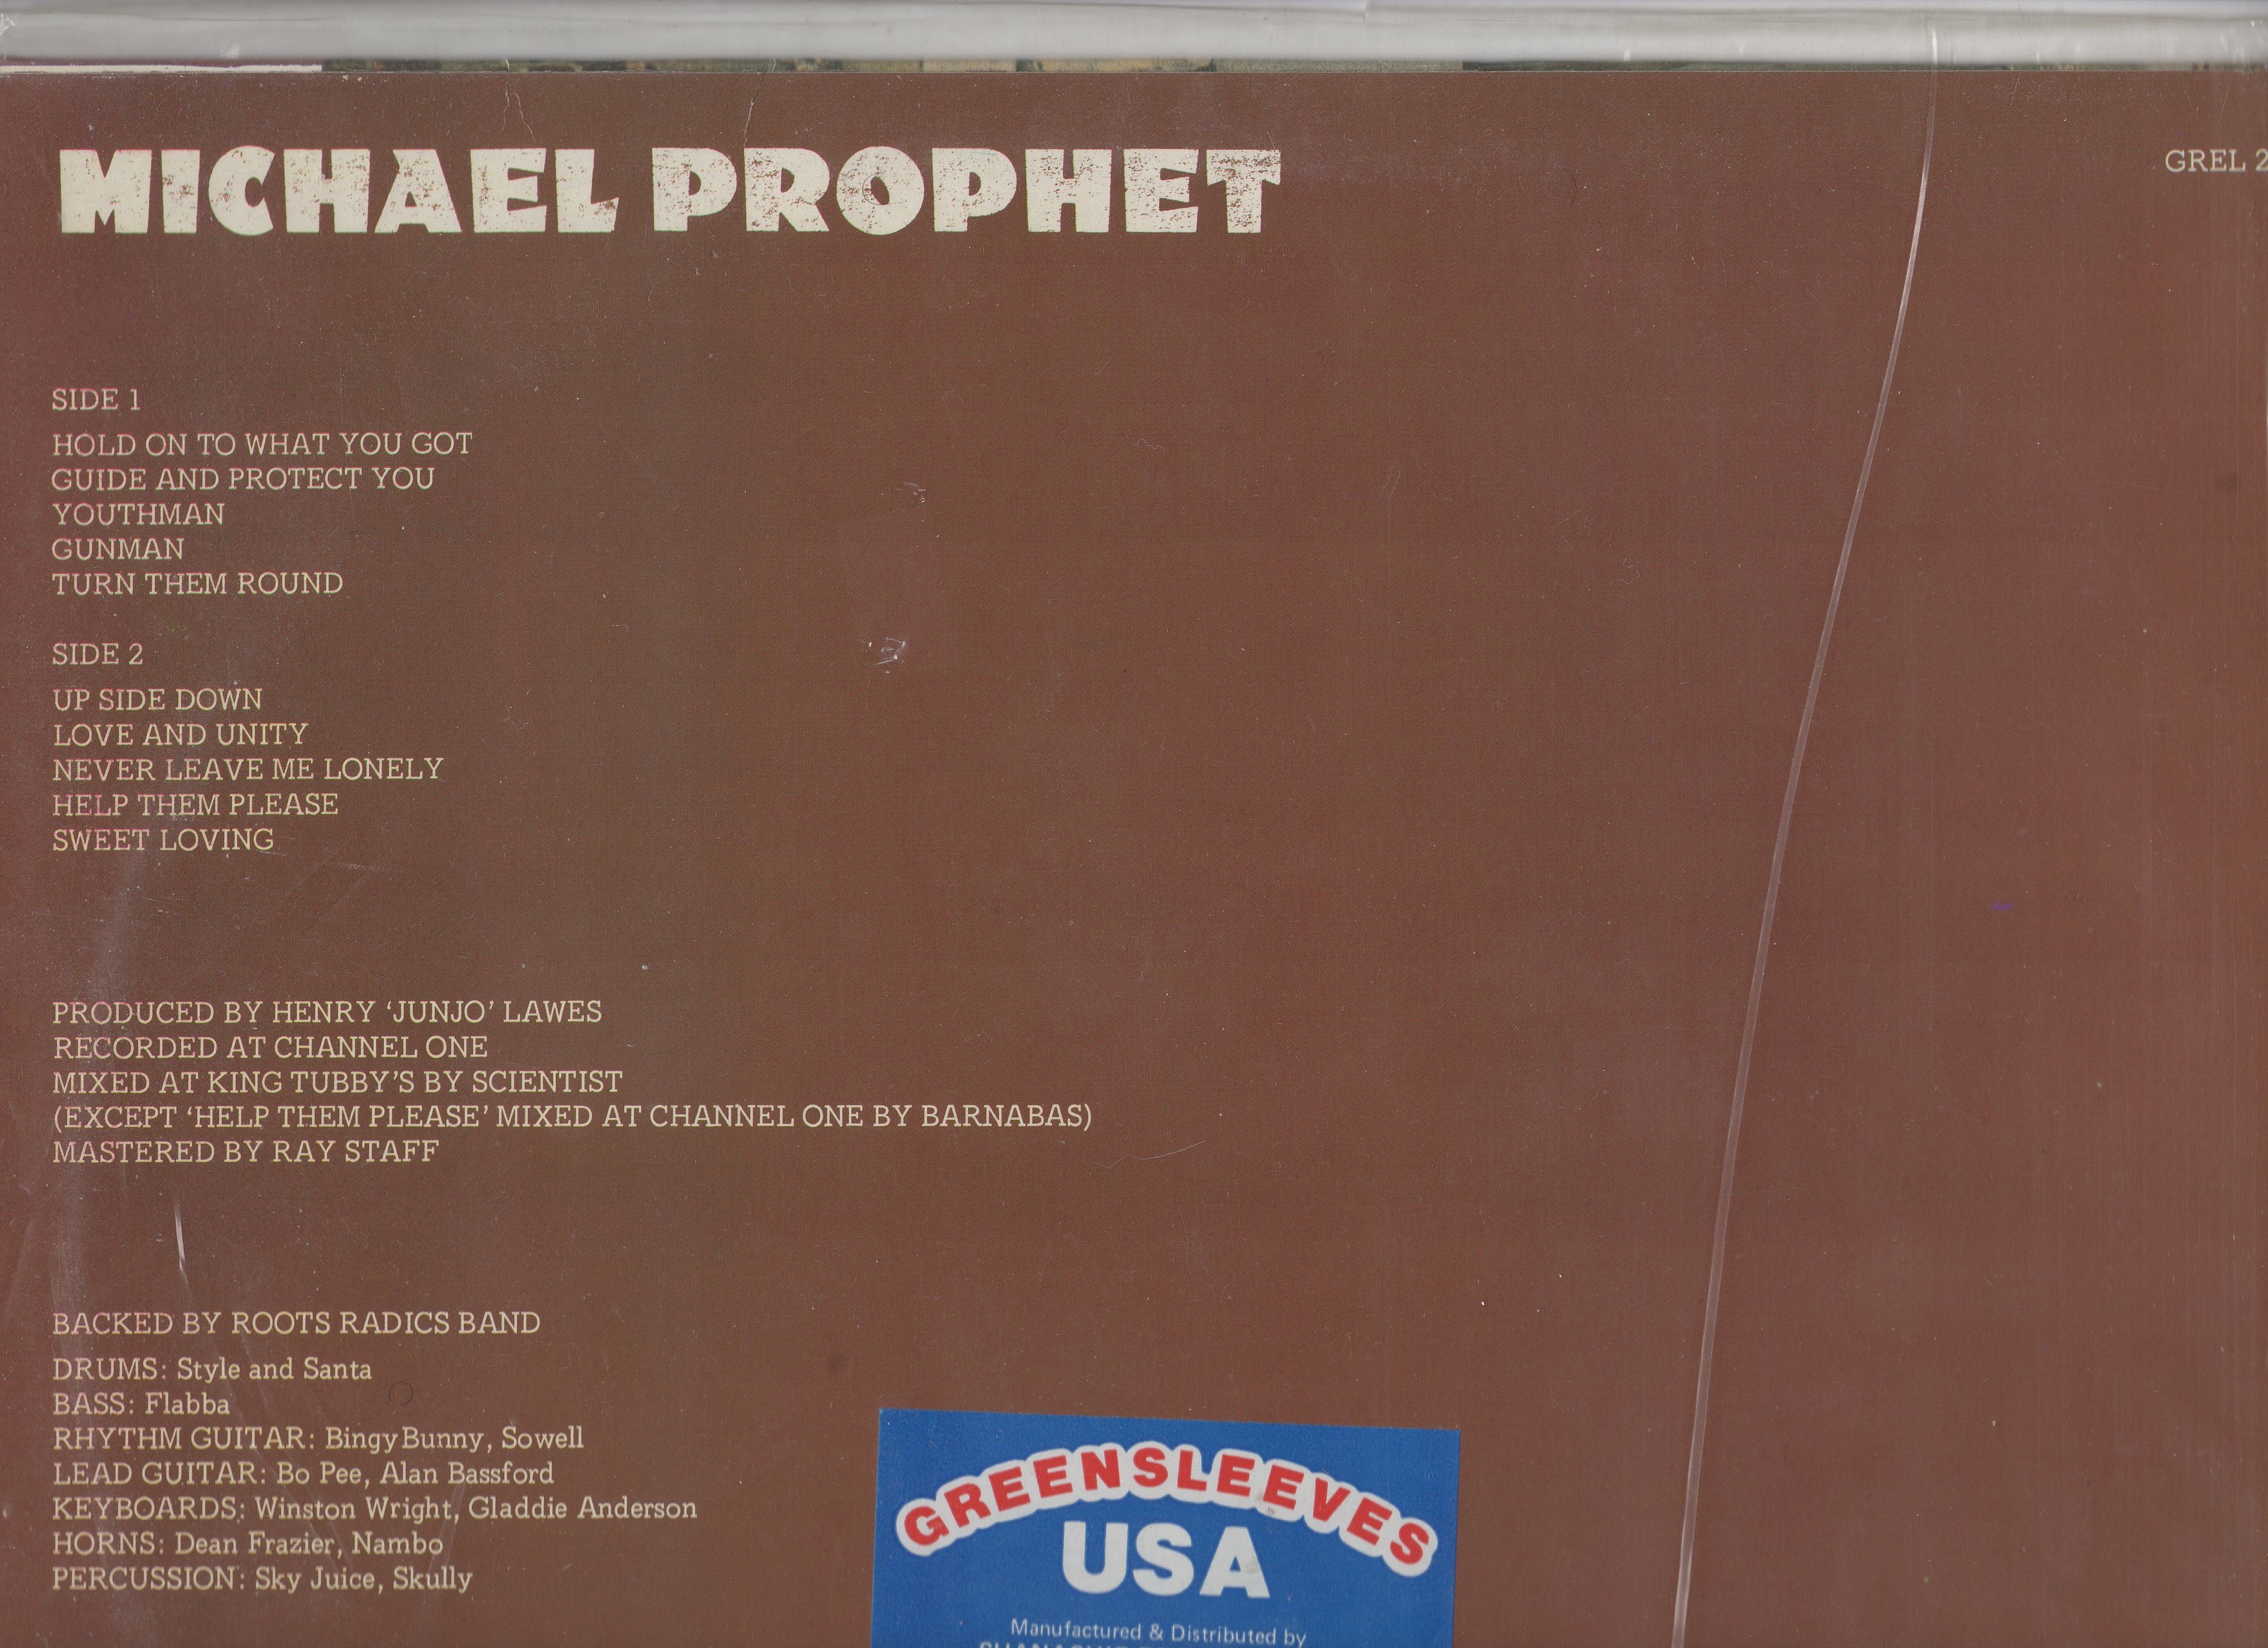 MICHAEL PROPHET
GREL 2
SIDE 1
HOLD ON TO WHAT YOU GOT
GUIDE AND PROTECT YOU
YOUTHMAN
GUNMAN
TURN THEM ROUND
SIDE 2
UP SIDE DOWN
LOVE AND UNITY
NEVER LEAVE ME LONELY
HELP THEM PLEASE
SWEET LOVING
PRODUCED BY HENRY ‘JUNJO’ LAWES
RECORDED AT CHANNEL ONE
MIXED AT KING TUBBY’S BY SCIENTIST
(EXCEPT ‘HELP THEM PLEASE’ MIXED AT CHANNEL ONE BY BARNABAS)
MASTERED BY RAY STAFF
BACKED BY ROOTS RADICS BAND
DRUMS: Style and Santa
BASS: Flabba
RHYTHM GUITAR: Bingy Bunny, Sowell
LEAD GUITAR: Bo Pee, Alan Bassford
KEYBOARDS: Winston Wright, Gladdie Anderson
HORNS: Dean Frazier, Nambo
PERCUSSION: Sky Juice, Skully
GREENSLEEVES
USA
Manufactured & Distributed by